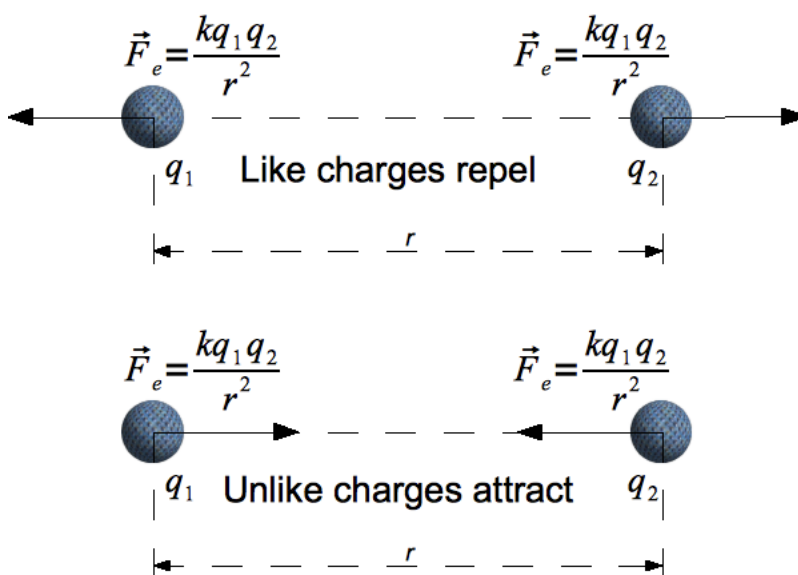 F⃗ₑ = kq₁q₂/r² F⃗ₑ = kq₁q₂/r²
q₁ Like charges repel q₂
r
F⃗ₑ = kq₁q₂/r² F⃗ₑ = kq₁q₂/r²
q₁ Unlike charges attract q₂
r